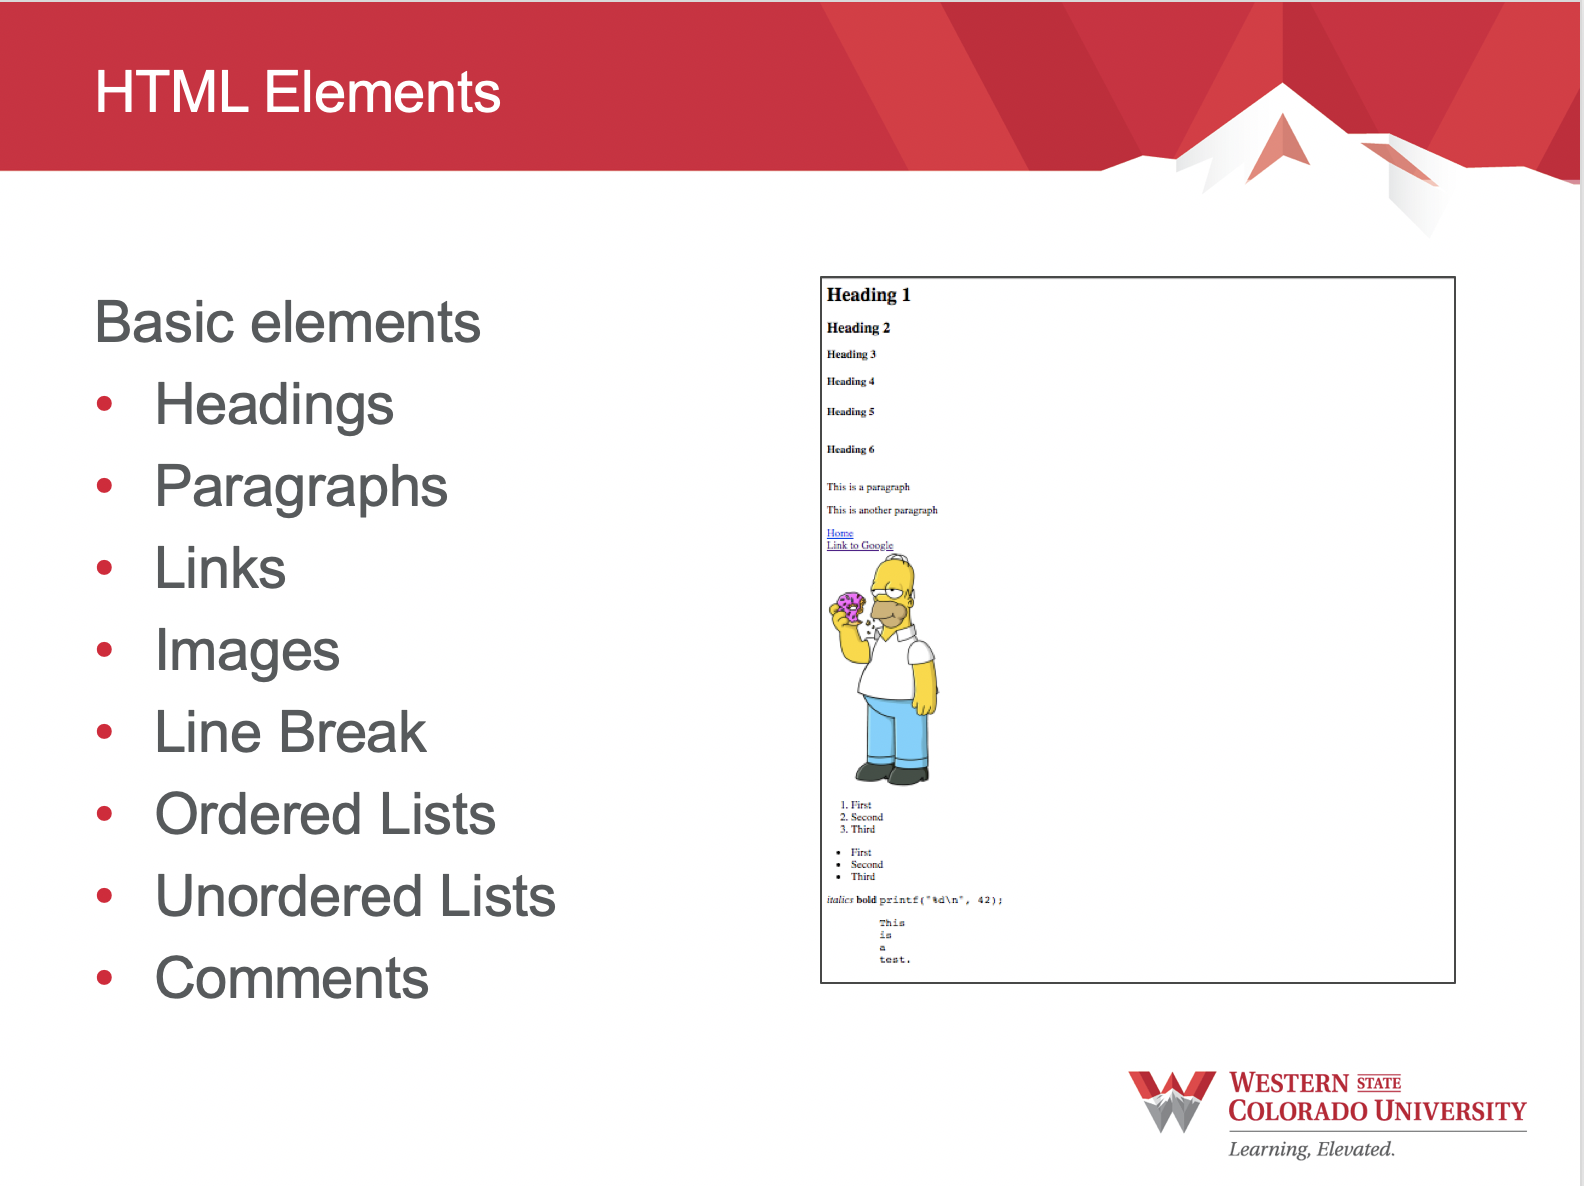 HTML Elements
Basic elements
• Headings
• Paragraphs
• Links
• Images
• Line Break
• Ordered Lists
• Unordered Lists
• Comments
Heading 1
Heading 2
Heading 3
Heading 4
Heading 5
Heading 6
This is a paragraph
This is another paragraph
Home
Link to Google
1. First
2. Second
3. Third
• First
• Second
• Third
italics bold printf("%d\n", 42);
This
is
a
test.
WESTERN STATE
COLORADO UNIVERSITY
Learning, Elevated.